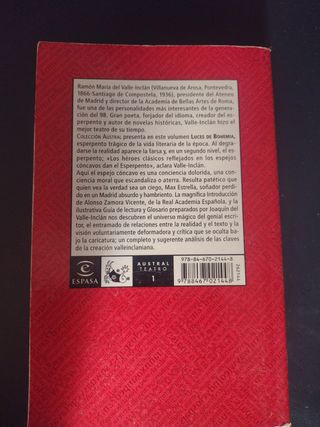 Ramón María del Valle-Inclán (Villanueva de Arosa, Pontevedra,
1866-Santiago de Compostela, 1936), presidente del Ateneo
de Madrid y director de la Academia de Bellas Artes de Roma,
fue una de las personalidades más interesantes de la genera-
ción del 98. Gran poeta, forjador del idioma, creador del es-
perpento y autor de novelas históricas, Valle-Inclán hizo el
mejor teatro de su tiempo.
COLECCIÓN AUSTRAL presenta en este volumen LUCES DE BOHEMIA,
esperpento trágico de la vida literaria de la época. Al degra-
darse la realidad aparece la farsa y, en un segundo nivel, el es-
perpento; «Los héroes clásicos reflejados en los espejos
cóncavos dan el Esperpento», aclara Valle-Inclán.
Aquí el espejo cóncavo es una conciencia dolorida, una con-
ciencia moral que escandaliza o aterra. Resulta patético que
quien vea la verdad sea un ciego, Max Estrella, soñador perdi-
do en un Madrid absurdo y hambriento. La magnífica Introducción
de Alonso Zamora Vicente, de la Real Academia Española, y la
ilustrativa Guía de lectura y Glosario preparados por Joaquín del
Valle-Inclán nos descubren el universo mágico del genial escri-
tor, el entramado de relaciones entre la realidad y el texto y la
visión voluntariamente deformadora y crítica que se oculta ba-
jo la caricatura; un completo y sugerente análisis de las claves
de la creación valleinclaniana.
ESPASA
AUSTRAL
TEATRO
1
978-84-670-2144-8
9788467021448